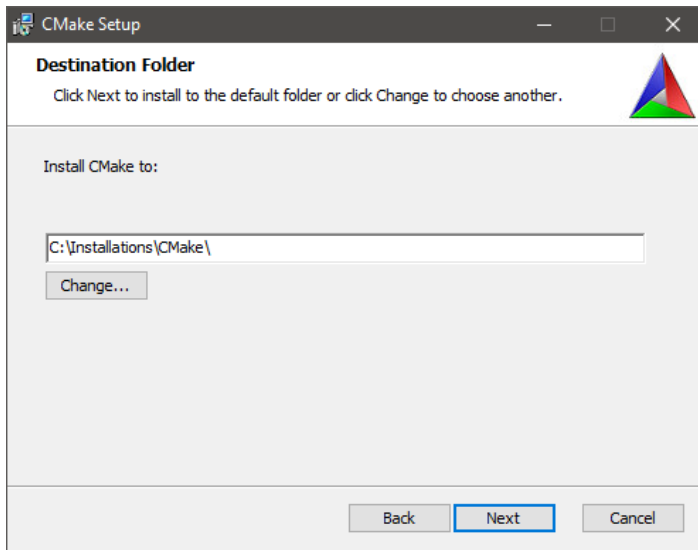 CMake Setup
Destination Folder
Click Next to install to the default folder or click Change to choose another.
Install CMake to:
C:\Installations\CMake\
Change...
Back Next Cancel